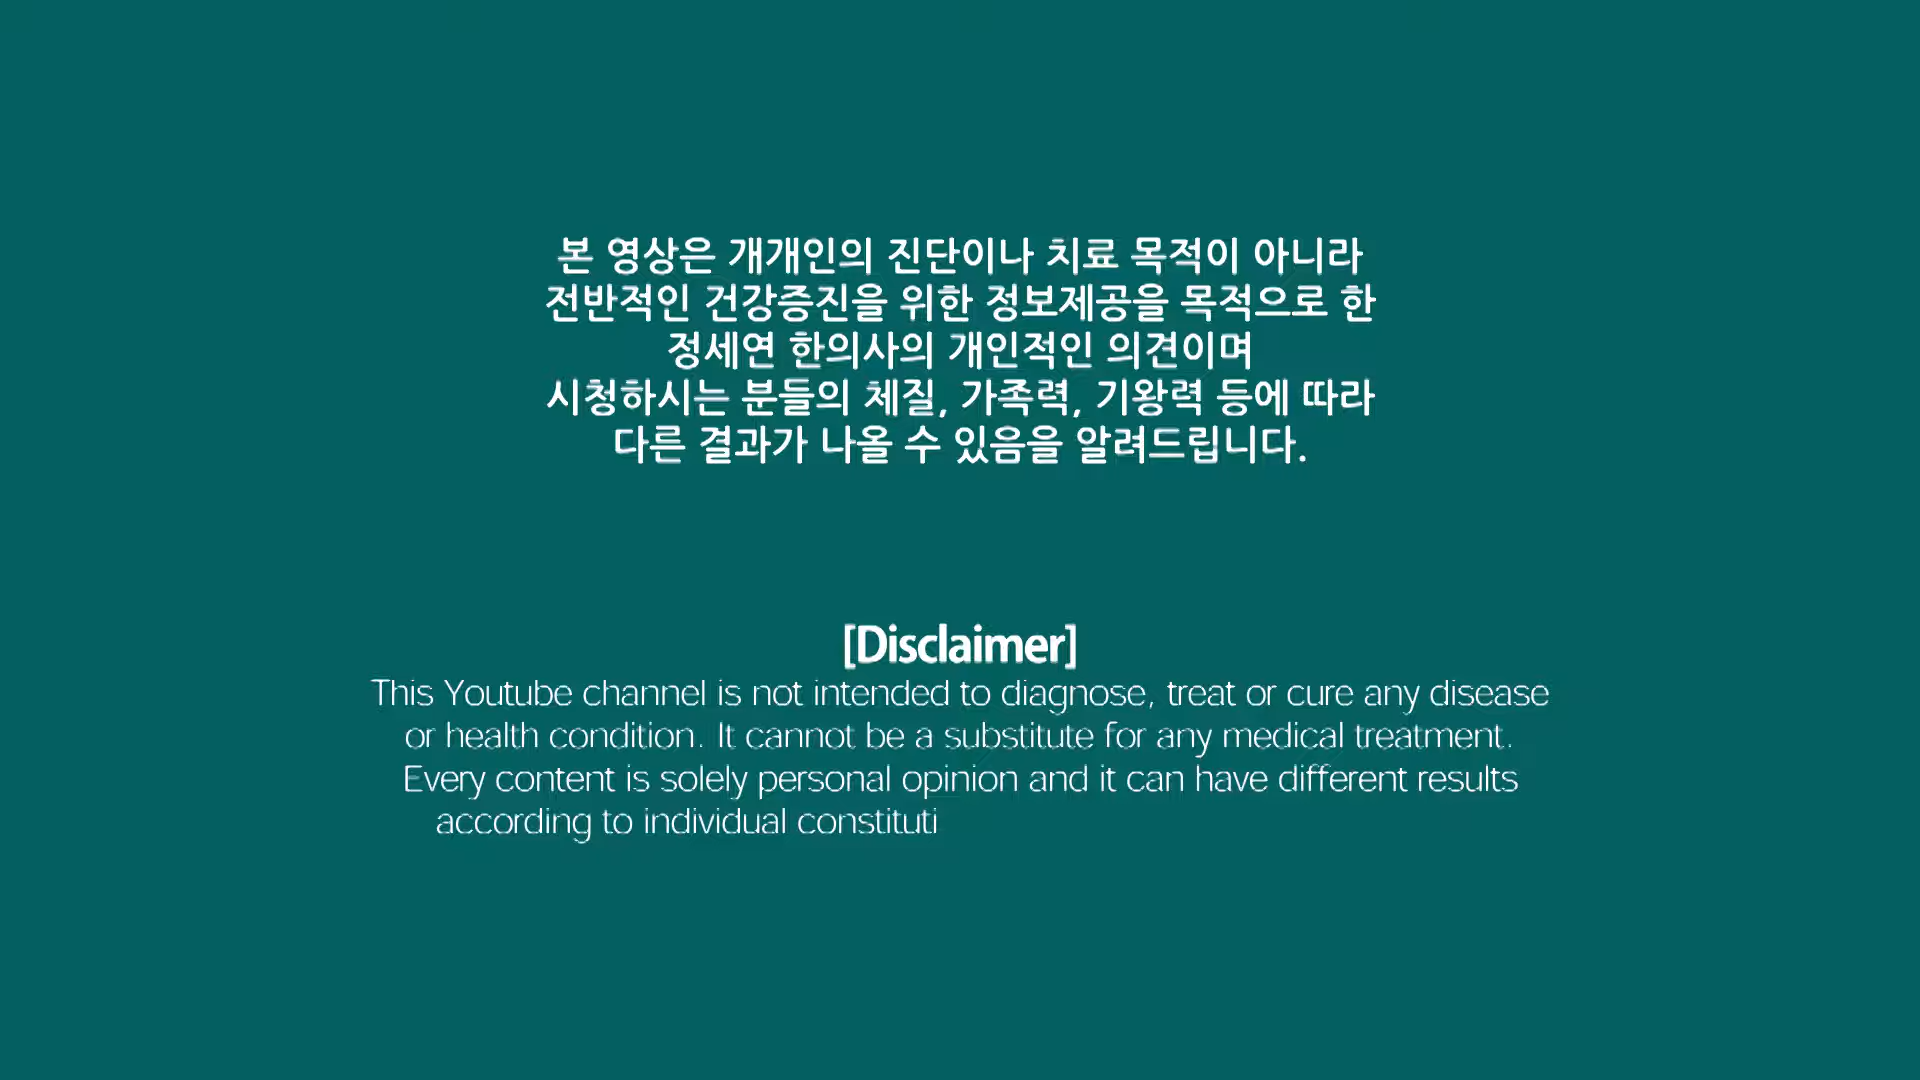 본 영상은 개개인의 진단이나 치료 목적이 아니라
전반적인 건강증진을 위한 정보제공을 목적으로 한
정세연 한의사의 개인적인 의견이며
시청하시는 분들의 체질, 가족력, 기왕력 등에 따라
다른 결과가 나올 수 있음을 알려드립니다.
[Disclaimer]
This Youtube channel is not intended to diagnose, treat or cure any disease
or health condition. It cannot be a substitute for any medical treatment.
Every content is solely personal opinion and it can have different results
according to individual constituti